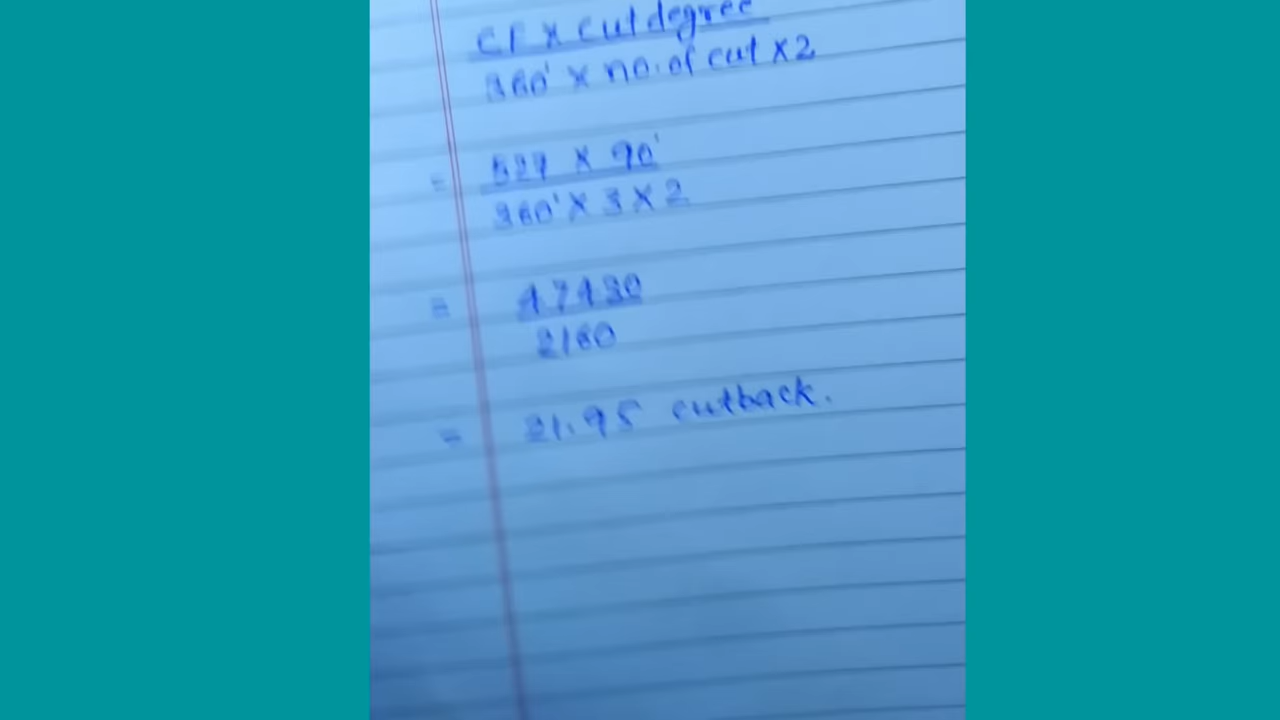 CF x cut degree
360° x no. of cut x 2
= 527 x 90°
360° x 3 x 2
= 47430
2160
= 21.95 cutback.